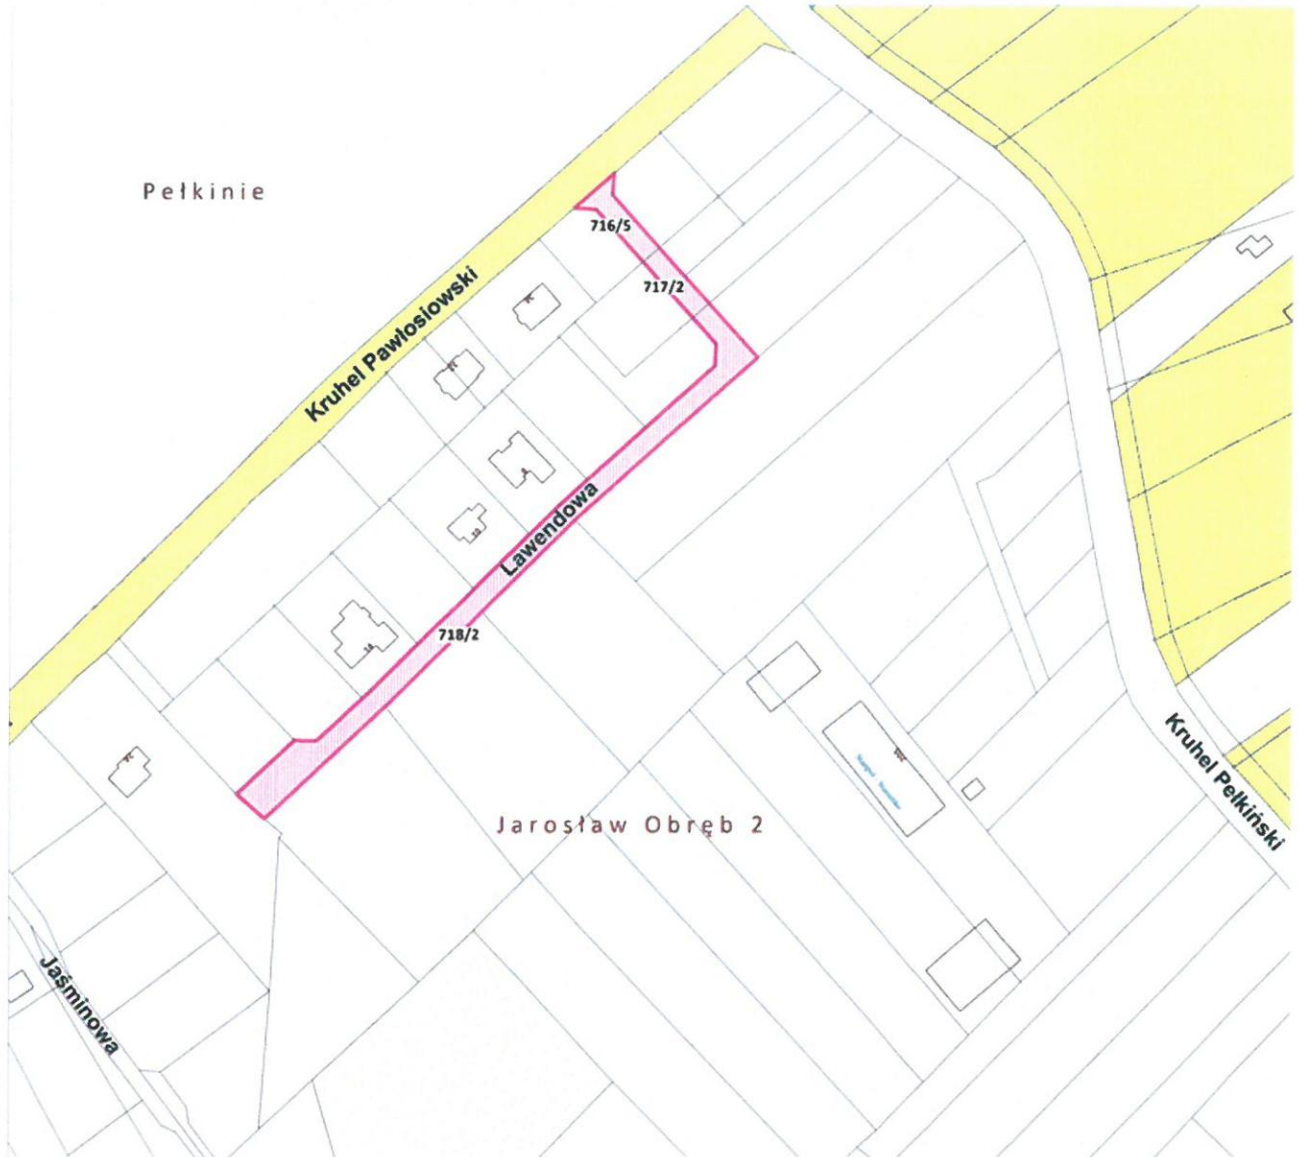 Pełkinie
716/5
717/2
Kruhel Pawłosiowski
Lawendowa
718/2
Kruhel Pełkiński
Jarosław Obręb 2
Jaśminowa